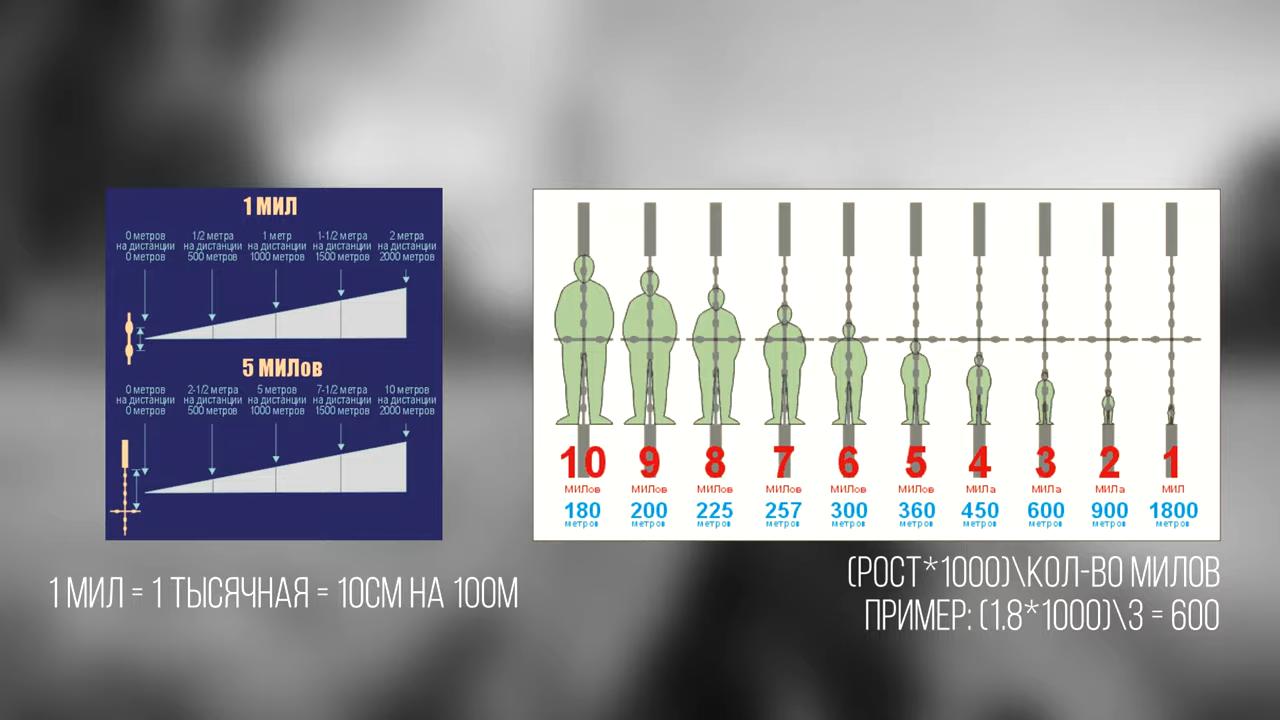 1 МИЛ
0 метров 1/2 метра 1 метр 1-1/2 метра 2 метра
на дистанции на дистанции на дистанции на дистанции на дистанции
0 метров 500 метров 1000 метров 1500 метров 2000 метров
5 МИЛов
0 метров 2-1/2 метра 5 метров 7-1/2 метра 10 метров
на дистанции на дистанции на дистанции на дистанции на дистанции
0 метров 500 метров 1000 метров 1500 метров 2000 метров
10 9 8 7 6 5 4 3 2 1
МИЛов МИЛов МИЛов МИЛов МИЛов МИЛов МИЛа МИЛа МИЛа МИЛ
180 200 225 257 300 360 450 600 900 1800
метров метров метров метров метров метров метров метров метров метров
1 МИЛ = 1 ТЫСЯЧНАЯ = 10СМ НА 100М
(РОСТ*1000)\КОЛ-ВО МИЛОВ
ПРИМЕР: (1.8*1000)\3 = 600